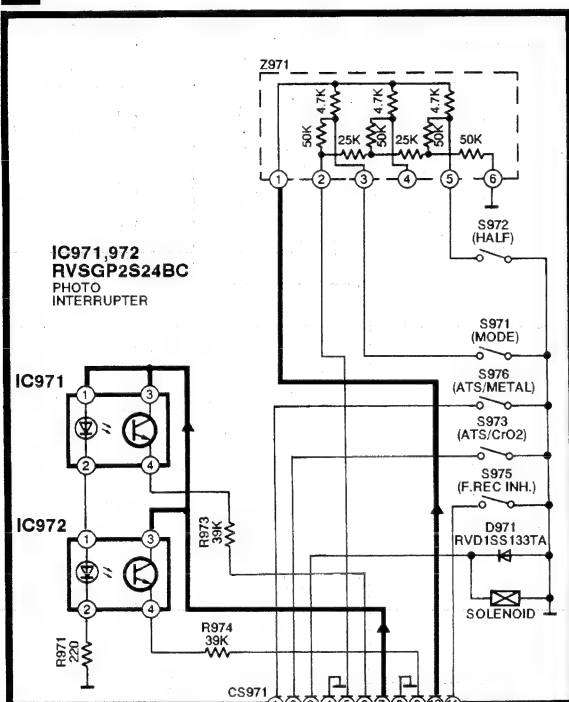 Z971
4.7K
4.7K
4.7K
50K
50K
50K
25K
25K
50K
1
2
3
4
5
6
S972
(HALF)
IC971,972
RVSGP2S24BC
PHOTO
INTERRUPTER
S971
(MODE)
IC971
S976
(ATS/METAL)
1
3
S973
(ATS/CrO2)
2
4
S975
(F.REC INH.)
IC972
R973
39K
D971
RVD1SS133TA
1
3
2
4
SOLENOID
R971
220
R974
39K
CS971